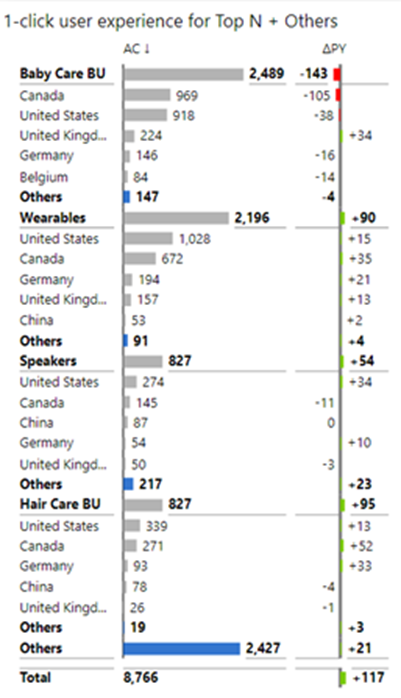 1-click user experience for Top N + Others
AC ↓ ΔPY
Baby Care BU 2,489 -143
Canada 969 -105
United States 918 -38
United Kingd... 224 +34
Germany 146 -16
Belgium 84 -14
Others 147 -4
Wearables 2,196 +90
United States 1,028 +15
Canada 672 +35
Germany 194 +21
United Kingd... 157 +13
China 53 +2
Others 91 +4
Speakers 827 +54
United States 274 +34
Canada 145 -11
China 87 0
Germany 54 +10
United Kingd... 50 -3
Others 217 +23
Hair Care BU 827 +95
United States 339 +13
Canada 271 +52
Germany 93 +33
China 78 -4
United Kingd... 26 -1
Others 19 +3
Others 2,427 +21
Total 8,766 +117